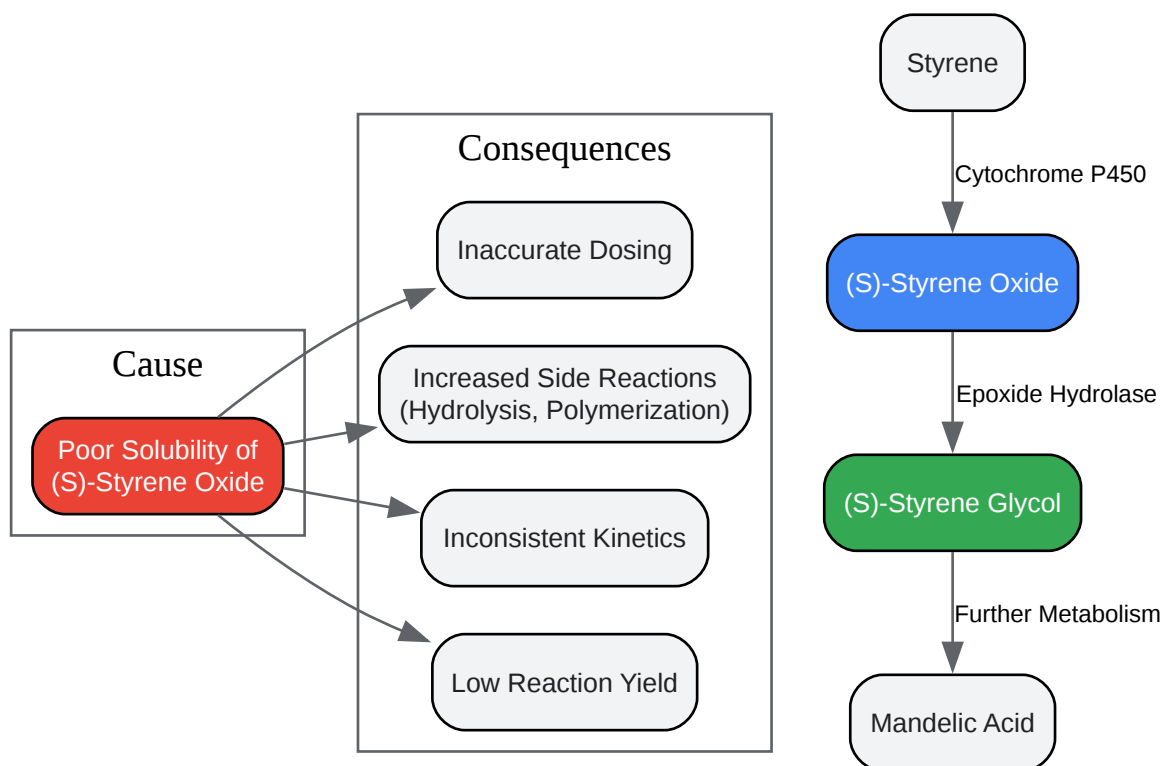 Cause
Poor Solubility of
(S)-Styrene Oxide
Consequences
Inaccurate Dosing
Increased Side Reactions
(Hydrolysis, Polymerization)
Inconsistent Kinetics
Low Reaction Yield
Styrene
Cytochrome P450
(S)-Styrene Oxide
Epoxide Hydrolase
(S)-Styrene Glycol
Further Metabolism
Mandelic Acid